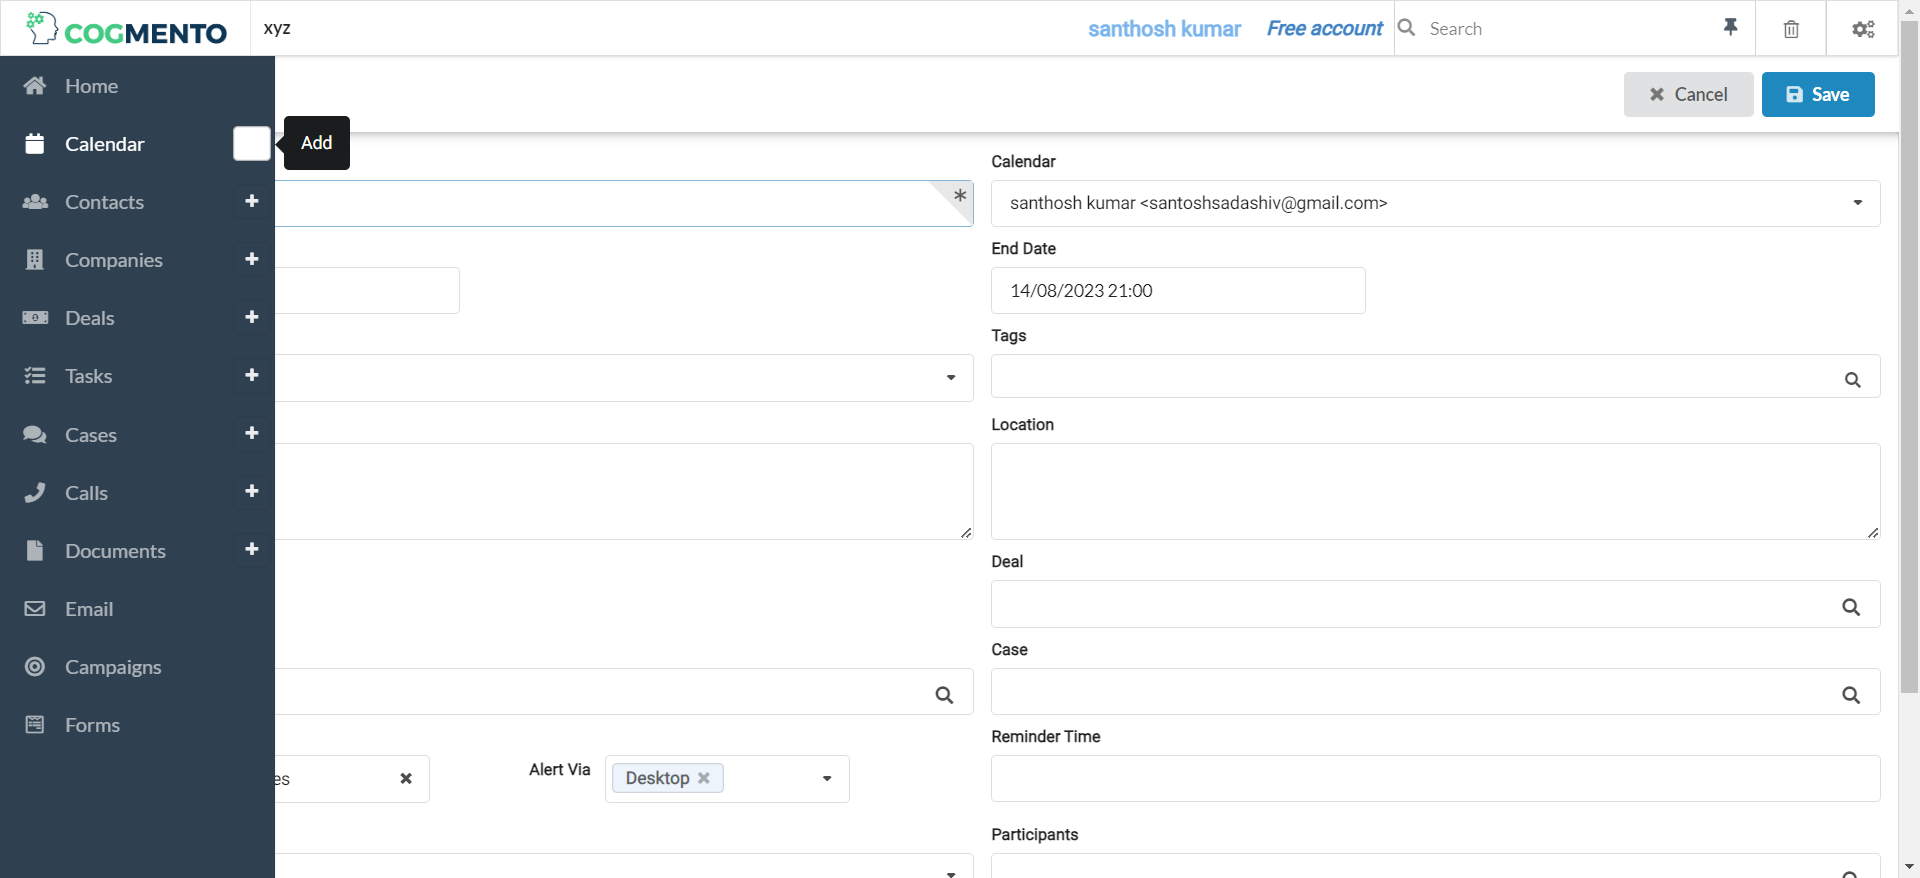 COGMENTO
xyz
santhosh kumar
Free account
Search
Home
Cancel
Save
Calendar
Add
Calendar
Contacts
*
santhosh kumar <santoshsadashiv@gmail.com>
Companies
End Date
14/08/2023 21:00
Deals
Tags
Tasks
Cases
Location
Calls
Documents
Deal
Email
Case
Campaigns
Forms
Reminder Time
es
Alert Via
Desktop
Participants